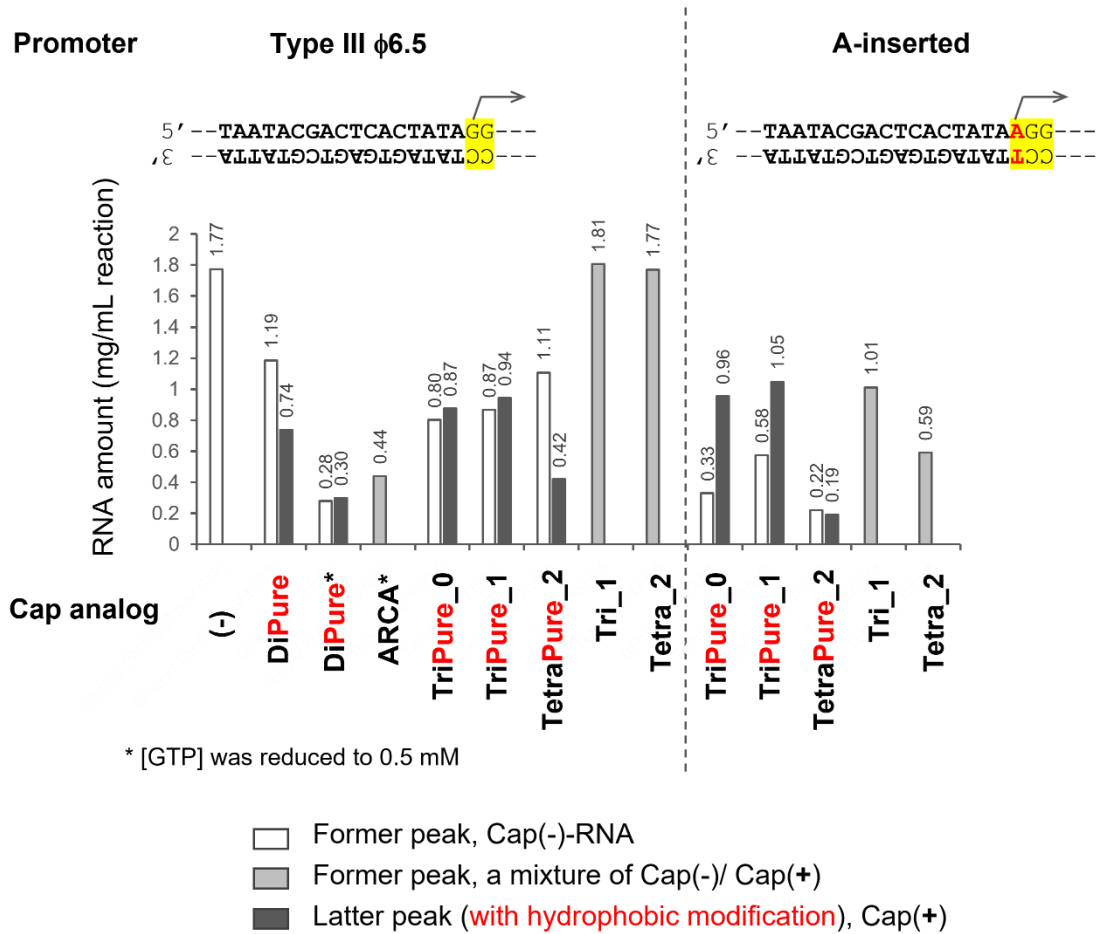 Promoter
Type III ϕ6.5
A-inserted
5’ --TAATACGACTCACTATAGG----
3’ --ATTATGCTGAGTGATATCC----
5’ --TAATACGACTCACTATAAGG----
3’ --ATTATGCTGAGTGATATTCC----
RNA amount (mg/mL reaction)
2
1.8
1.6
1.4
1.2
1
0.8
0.6
0.4
0.2
0
1.77
1.19
0.74
0.28
0.30
0.44
0.80
0.87
0.87
0.94
1.11
0.42
1.81
1.77
0.33
0.96
0.58
1.05
0.22
0.19
1.01
0.59
Cap analog
(-)
DiPure
DiPure*
ARCA*
TriPure_0
TriPure_1
TetraPure_2
Tri_1
Tetra_2
TriPure_0
TriPure_1
TetraPure_2
Tri_1
Tetra_2
* [GTP] was reduced to 0.5 mM
Former peak, Cap(-)-RNA
Former peak, a mixture of Cap(-)/ Cap(+)
Latter peak (with hydrophobic modification), Cap(+)